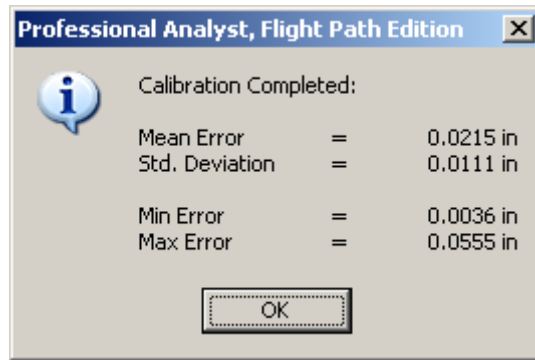 Professional Analyst, Flight Path Edition
Calibration Completed:
Mean Error = 0.0215 in
Std. Deviation = 0.0111 in
Min Error = 0.0036 in
Max Error = 0.0555 in
OK